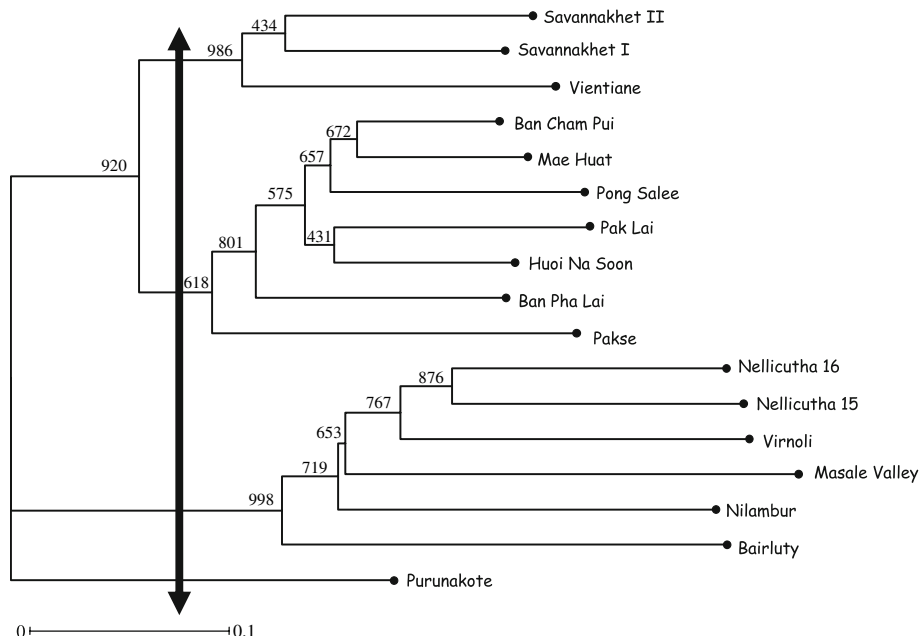 Savannakhet II
434
986
Savannakhet I
Vientiane
Ban Cham Pui
672
657
Mae Huat
920
575
Pong Salee
Pak Lai
431
801
Huoi Na Soon
618
Ban Pha Lai
Pakse
Nellicutha 16
876
767
Nellicutha 15
653
Virnoli
719
Masale Valley
998
Nilambur
Bairluty
Purunakote
0 0.1